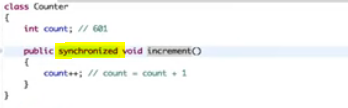 class Counter
{
int count; // 601
public synchronized void increment()
{
count++; // count = count + 1
}
}